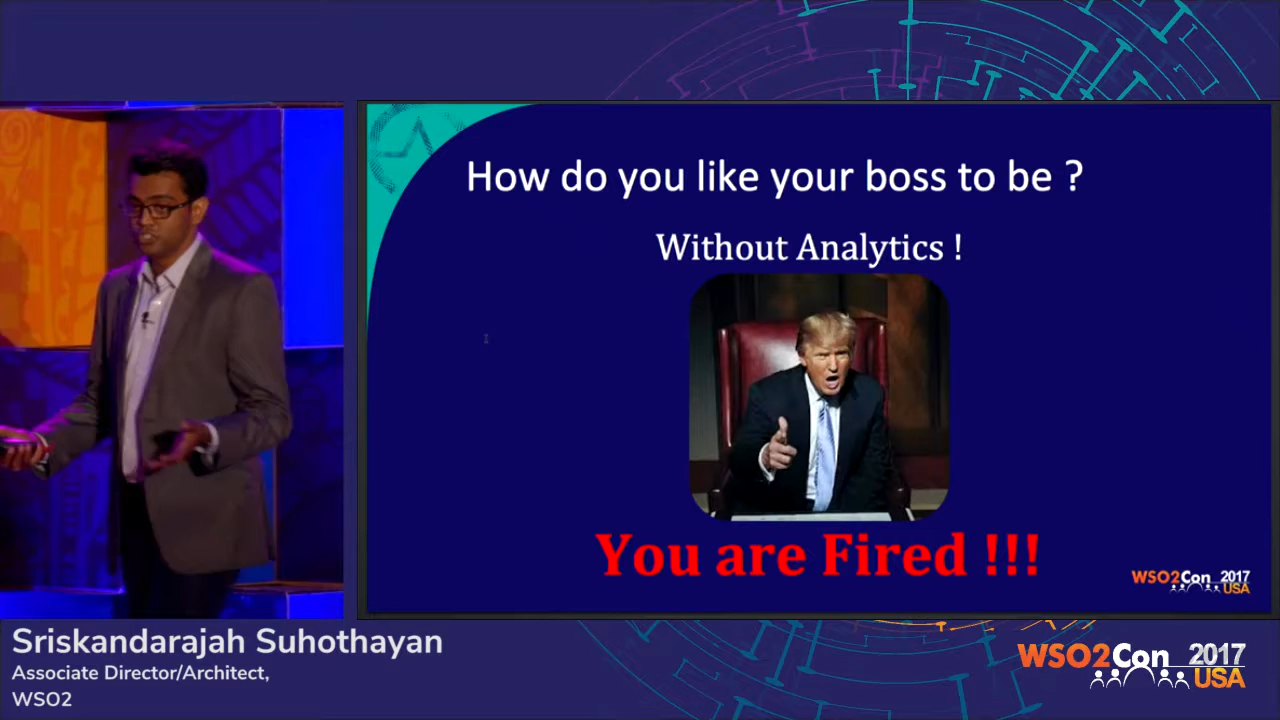 How do you like your boss to be ?
Without Analytics !
You are Fired !!!
WSO2Con 2017
USA
Sriskandarajah Suhothayan
Associate Director/Architect,
WSO2
WSO2Con 2017
USA